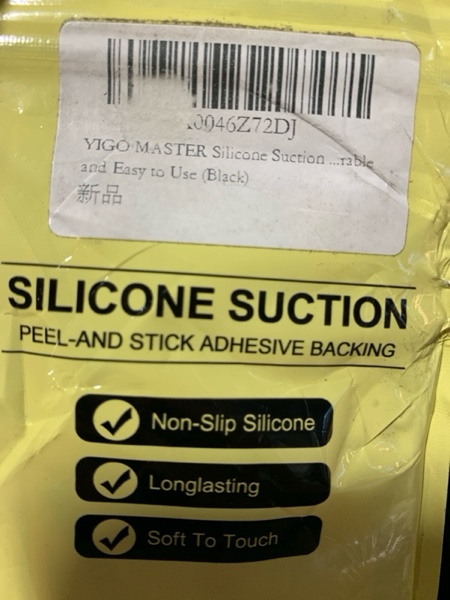 0046Z72DJ
YIGO MASTER Silicone Suction ...rable
and Easy to Use (Black)
新品
SILICONE SUCTION
PEEL-AND STICK ADHESIVE BACKING
Non-Slip Silicone
Longlasting
Soft To Touch